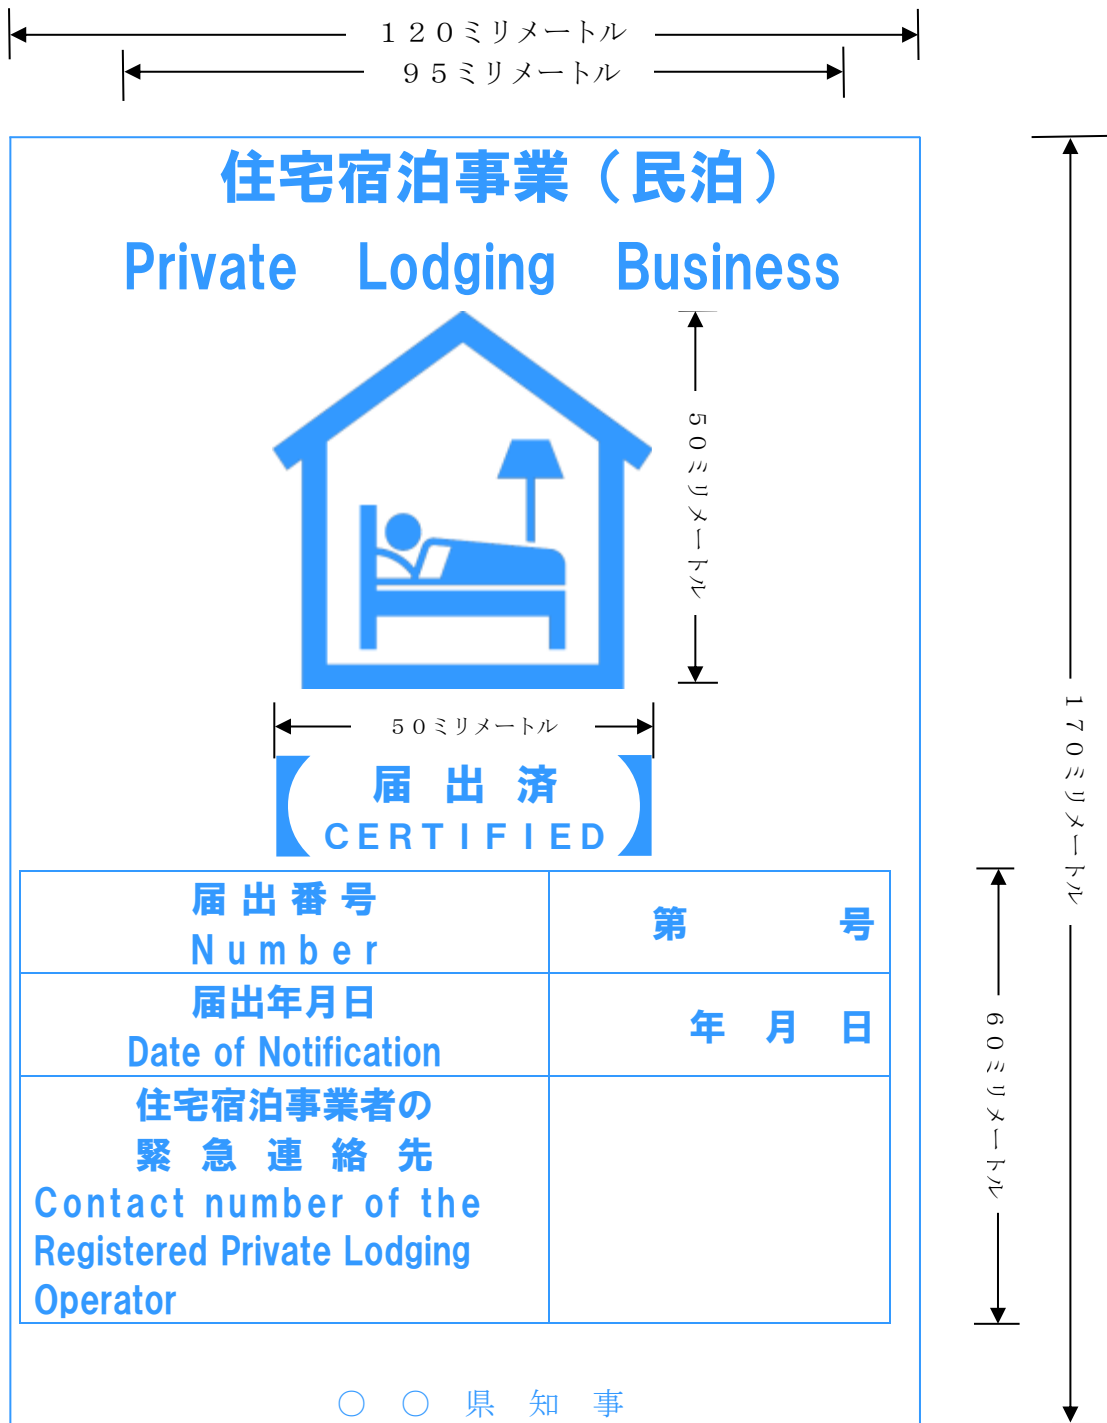 １２０ミリメートル
９５ミリメートル
住宅宿泊事業（民泊）
Private Lodging Business
５０ミリメートル
５０ミリメートル
届出済
ＣＥＲＴＩＦＩＥＤ
届出番号
Number
第　　　　号
届出年月日
Date of Notification
年　月　日
住宅宿泊事業者の
緊急連絡先
Contact number of the
Registered Private Lodging
Operator
○○県知事
６０ミリメートル
１７０ミリメートル